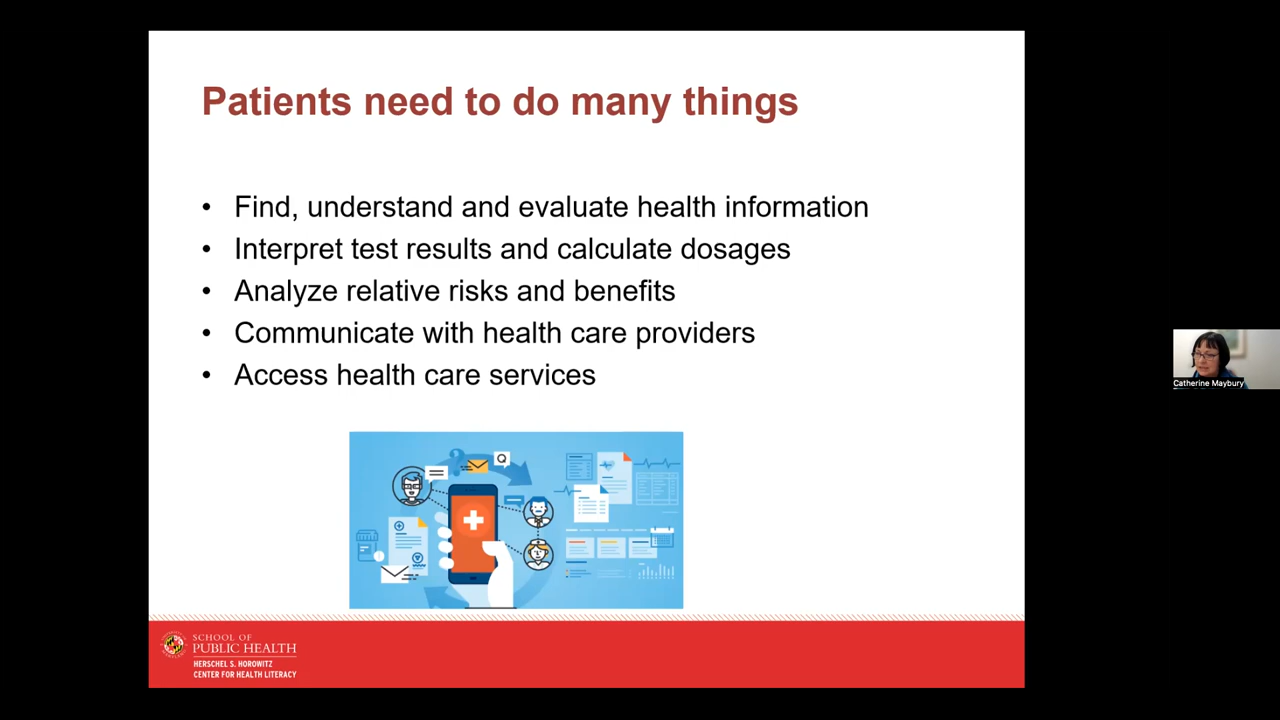 Patients need to do many things
• Find, understand and evaluate health information
• Interpret test results and calculate dosages
• Analyze relative risks and benefits
• Communicate with health care providers
• Access health care services
Q
SCHOOL OF
PUBLIC HEALTH
HERSCHEL S. HOROWITZ
CENTER FOR HEALTH LITERACY
Catherine Maybury